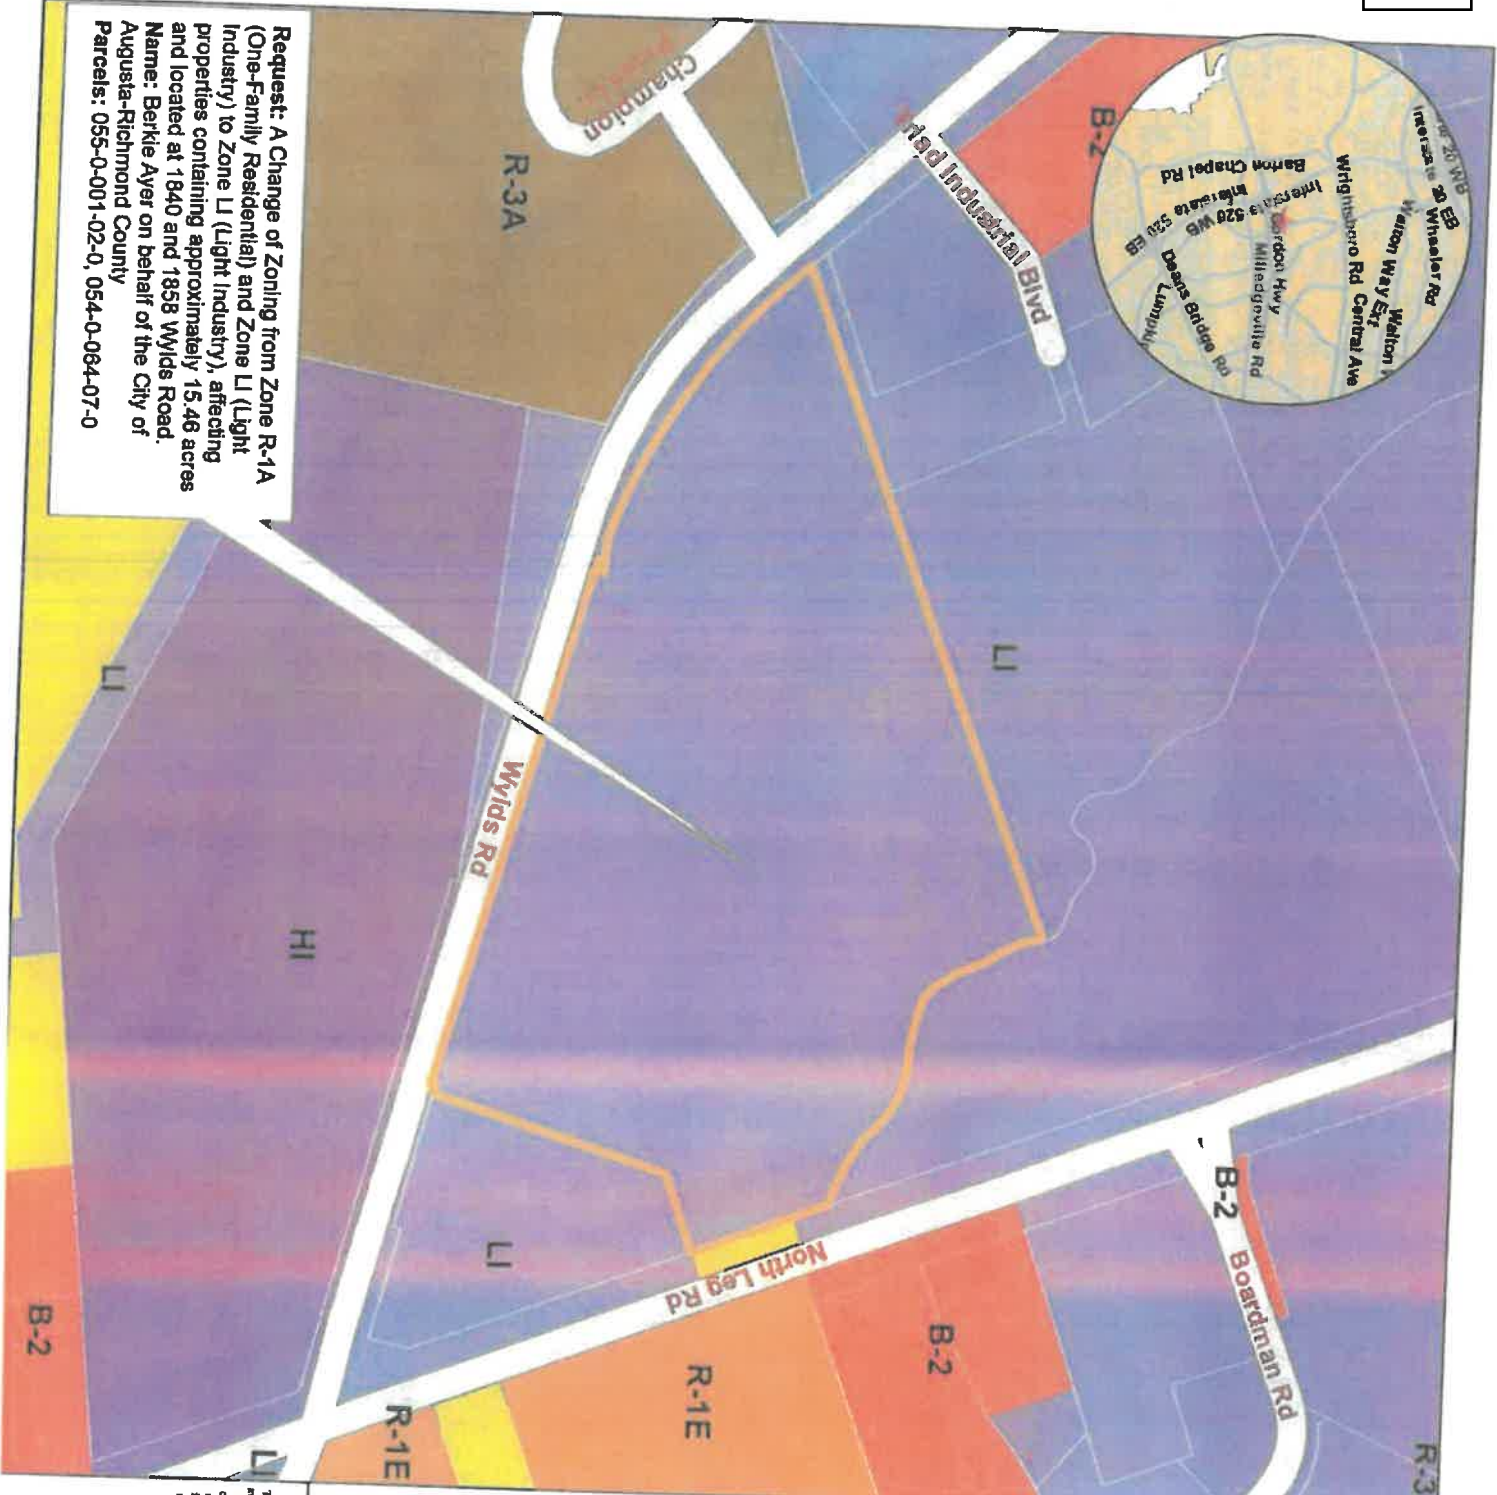 Request: A Change of Zoning from Zone R-1A
(One-Family Residential) and Zone LI (Light
Industry) to Zone LI (Light Industry), affecting
properties containing approximately 15.46 acres
and located at 1840 and 1858 Wylds Road.
Name: Berkie Ayer on behalf of the City of
Augusta-Richmond County
Parcels: 055-0-001-02-0, 054-0-064-07-0
20 WB
Interstate 20 EB
Wheeler Rd
Walton Way Ext
Walton
Wrightsboro Rd
Central Ave
Barton Chapel Rd
Interstate 520 WB
Interstate 520 EB
Gordon Hwy
Milledgeville Rd
Deans Bridge Rd
B-2
Industrial Blvd
Champion
R-3A
LI
Wylds Rd
LI
HI
LI
North Leg Rd
B-2
Boardman Rd
B-2
R-1E
R-1E
B-2
LI
R-3